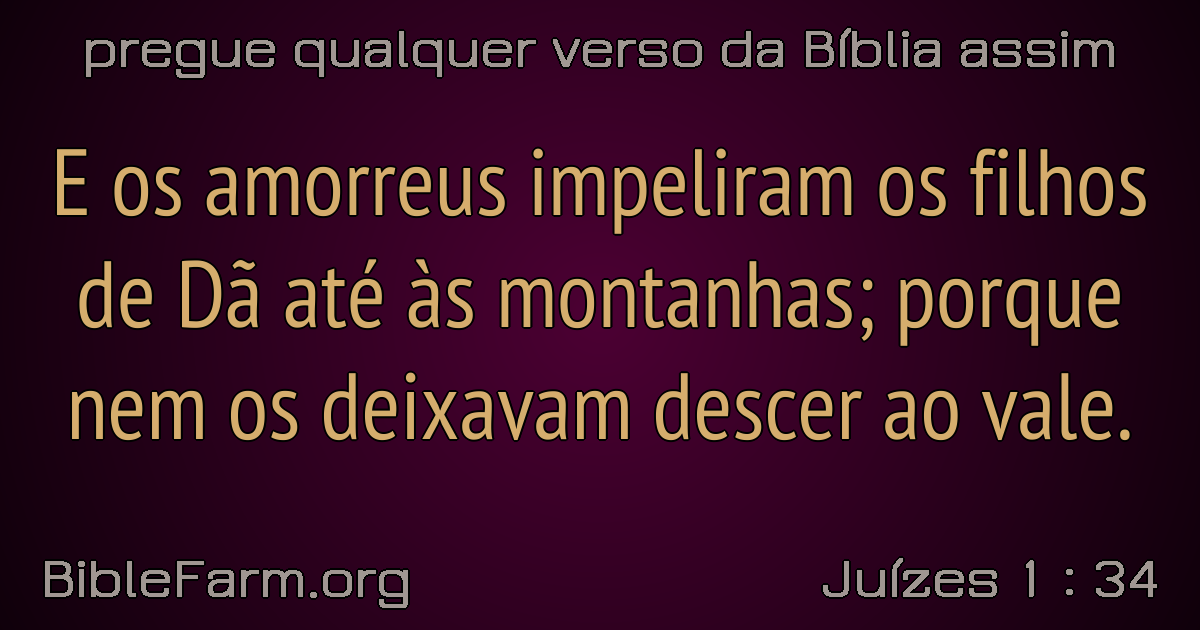 pregue qualquer verso da Bíblia assim
E os amorreus impeliram os filhos
de Dã até às montanhas; porque
nem os deixavam descer ao vale.
BibleFarm.org
Juízes 1 : 34